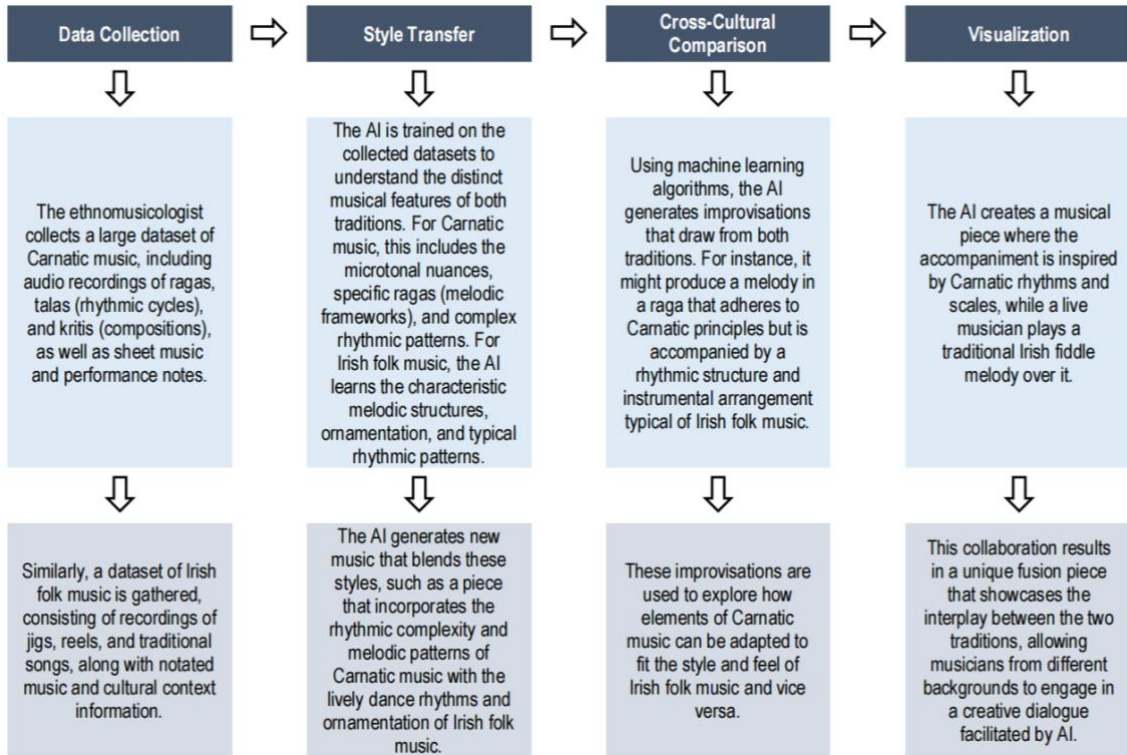 Data Collection
Style Transfer
Cross-Cultural
Comparison
Visualization
The ethnomusicologist
collects a large dataset of
Carnatic music, including
audio recordings of ragas,
talas (rhythmic cycles),
and kritis (compositions),
as well as sheet music
and performance notes.
The AI is trained on the
collected datasets to
understand the distinct
musical features of both
traditions. For Carnatic
music, this includes the
microtonal nuances,
specific ragas (melodic
frameworks), and complex
rhythmic patterns. For
Irish folk music, the AI
learns the characteristic
melodic structures,
ornamentation, and typical
rhythmic patterns.
Using machine learning
algorithms, the AI
generates improvisations
that draw from both
traditions. For instance, it
might produce a melody in
a raga that adheres to
Carnatic principles but is
accompanied by a
rhythmic structure and
instrumental arrangement
typical of Irish folk music.
The AI creates a musical
piece where the
accompaniment is inspired
by Carnatic rhythms and
scales, while a live
musician plays a
traditional Irish fiddle
melody over it.
Similarly, a dataset of Irish
folk music is gathered,
consisting of recordings of
jigs, reels, and traditional
songs, along with notated
music and cultural context
information.
The AI generates new
music that blends these
styles, such as a piece
that incorporates the
rhythmic complexity and
melodic patterns of
Carnatic music with the
lively dance rhythms and
ornamentation of Irish folk
music.
These improvisations are
used to explore how
elements of Carnatic
music can be adapted to
fit the style and feel of
Irish folk music and vice
versa.
This collaboration results
in a unique fusion piece
that showcases the
interplay between the two
traditions, allowing
musicians from different
backgrounds to engage in
a creative dialogue
facilitated by AI.